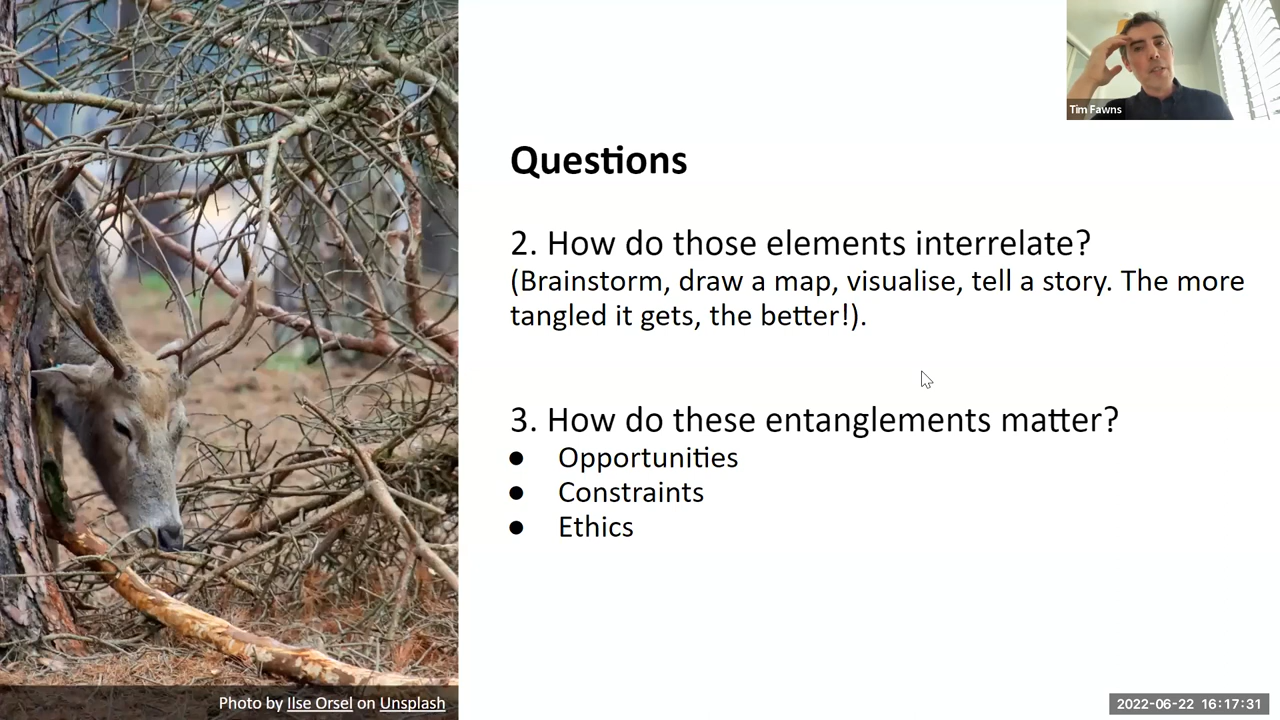 Tim Fawns
Questions
2. How do those elements interrelate?
(Brainstorm, draw a map, visualise, tell a story. The more
tangled it gets, the better!).
3. How do these entanglements matter?
● Opportunities
● Constraints
● Ethics
Photo by Ilse Orsel on Unsplash
2022-06-22 16:17:31